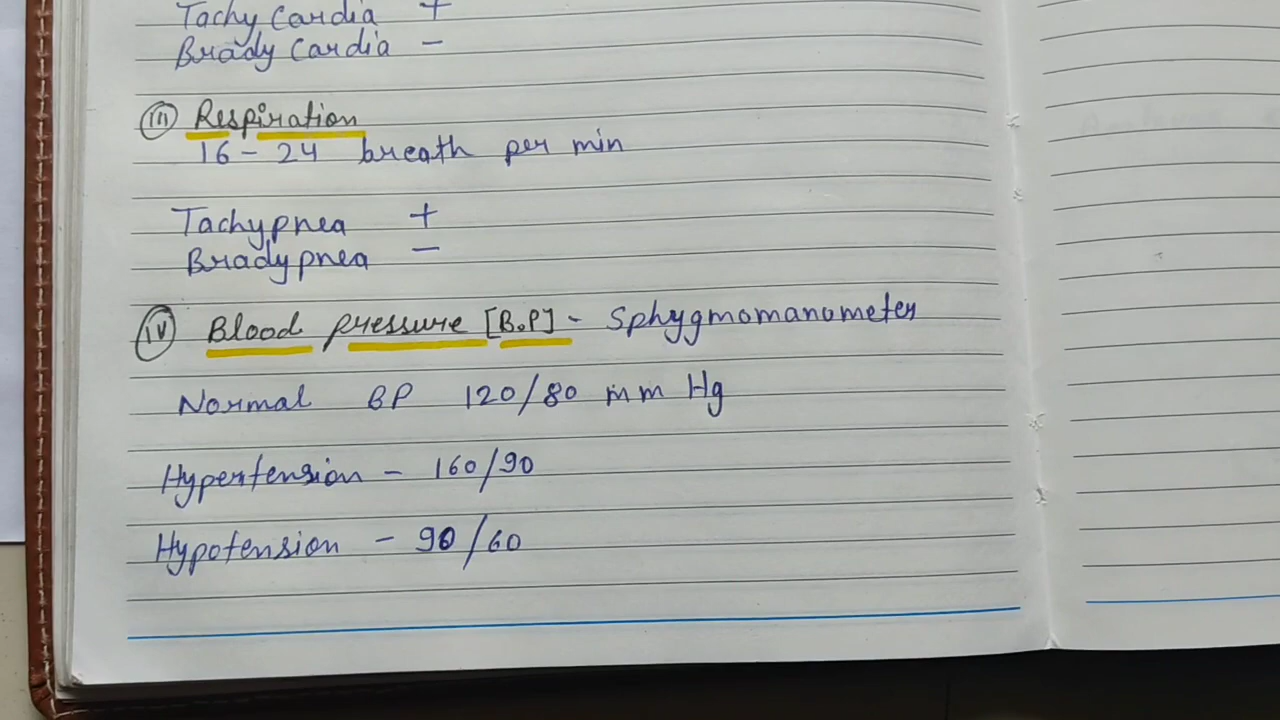 Tachy Cardia +
Brady Cardia -
(iii) Respiration
16 - 24 breath per min
Tachypnea +
Bradypnea -
(iv) Blood pressure [B.P] - Sphygmomanometer
Normal BP 120/80 mm Hg
Hypertension - 160/90
Hypotension - 90/60